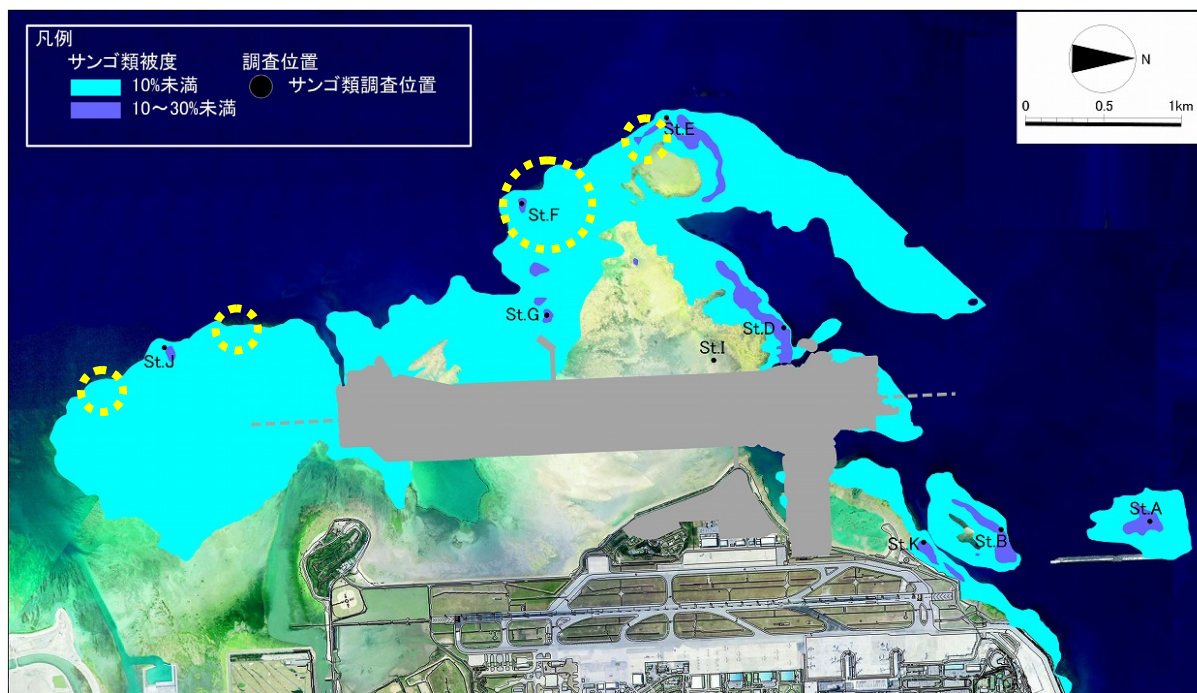 凡例
サンゴ類被度
10%未満
10～30%未満
調査位置
サンゴ類調査位置
N
0 0.5 1km
St.E
St.F
St.G
St.D
St.J
St.I
St.A
St.B
St.K